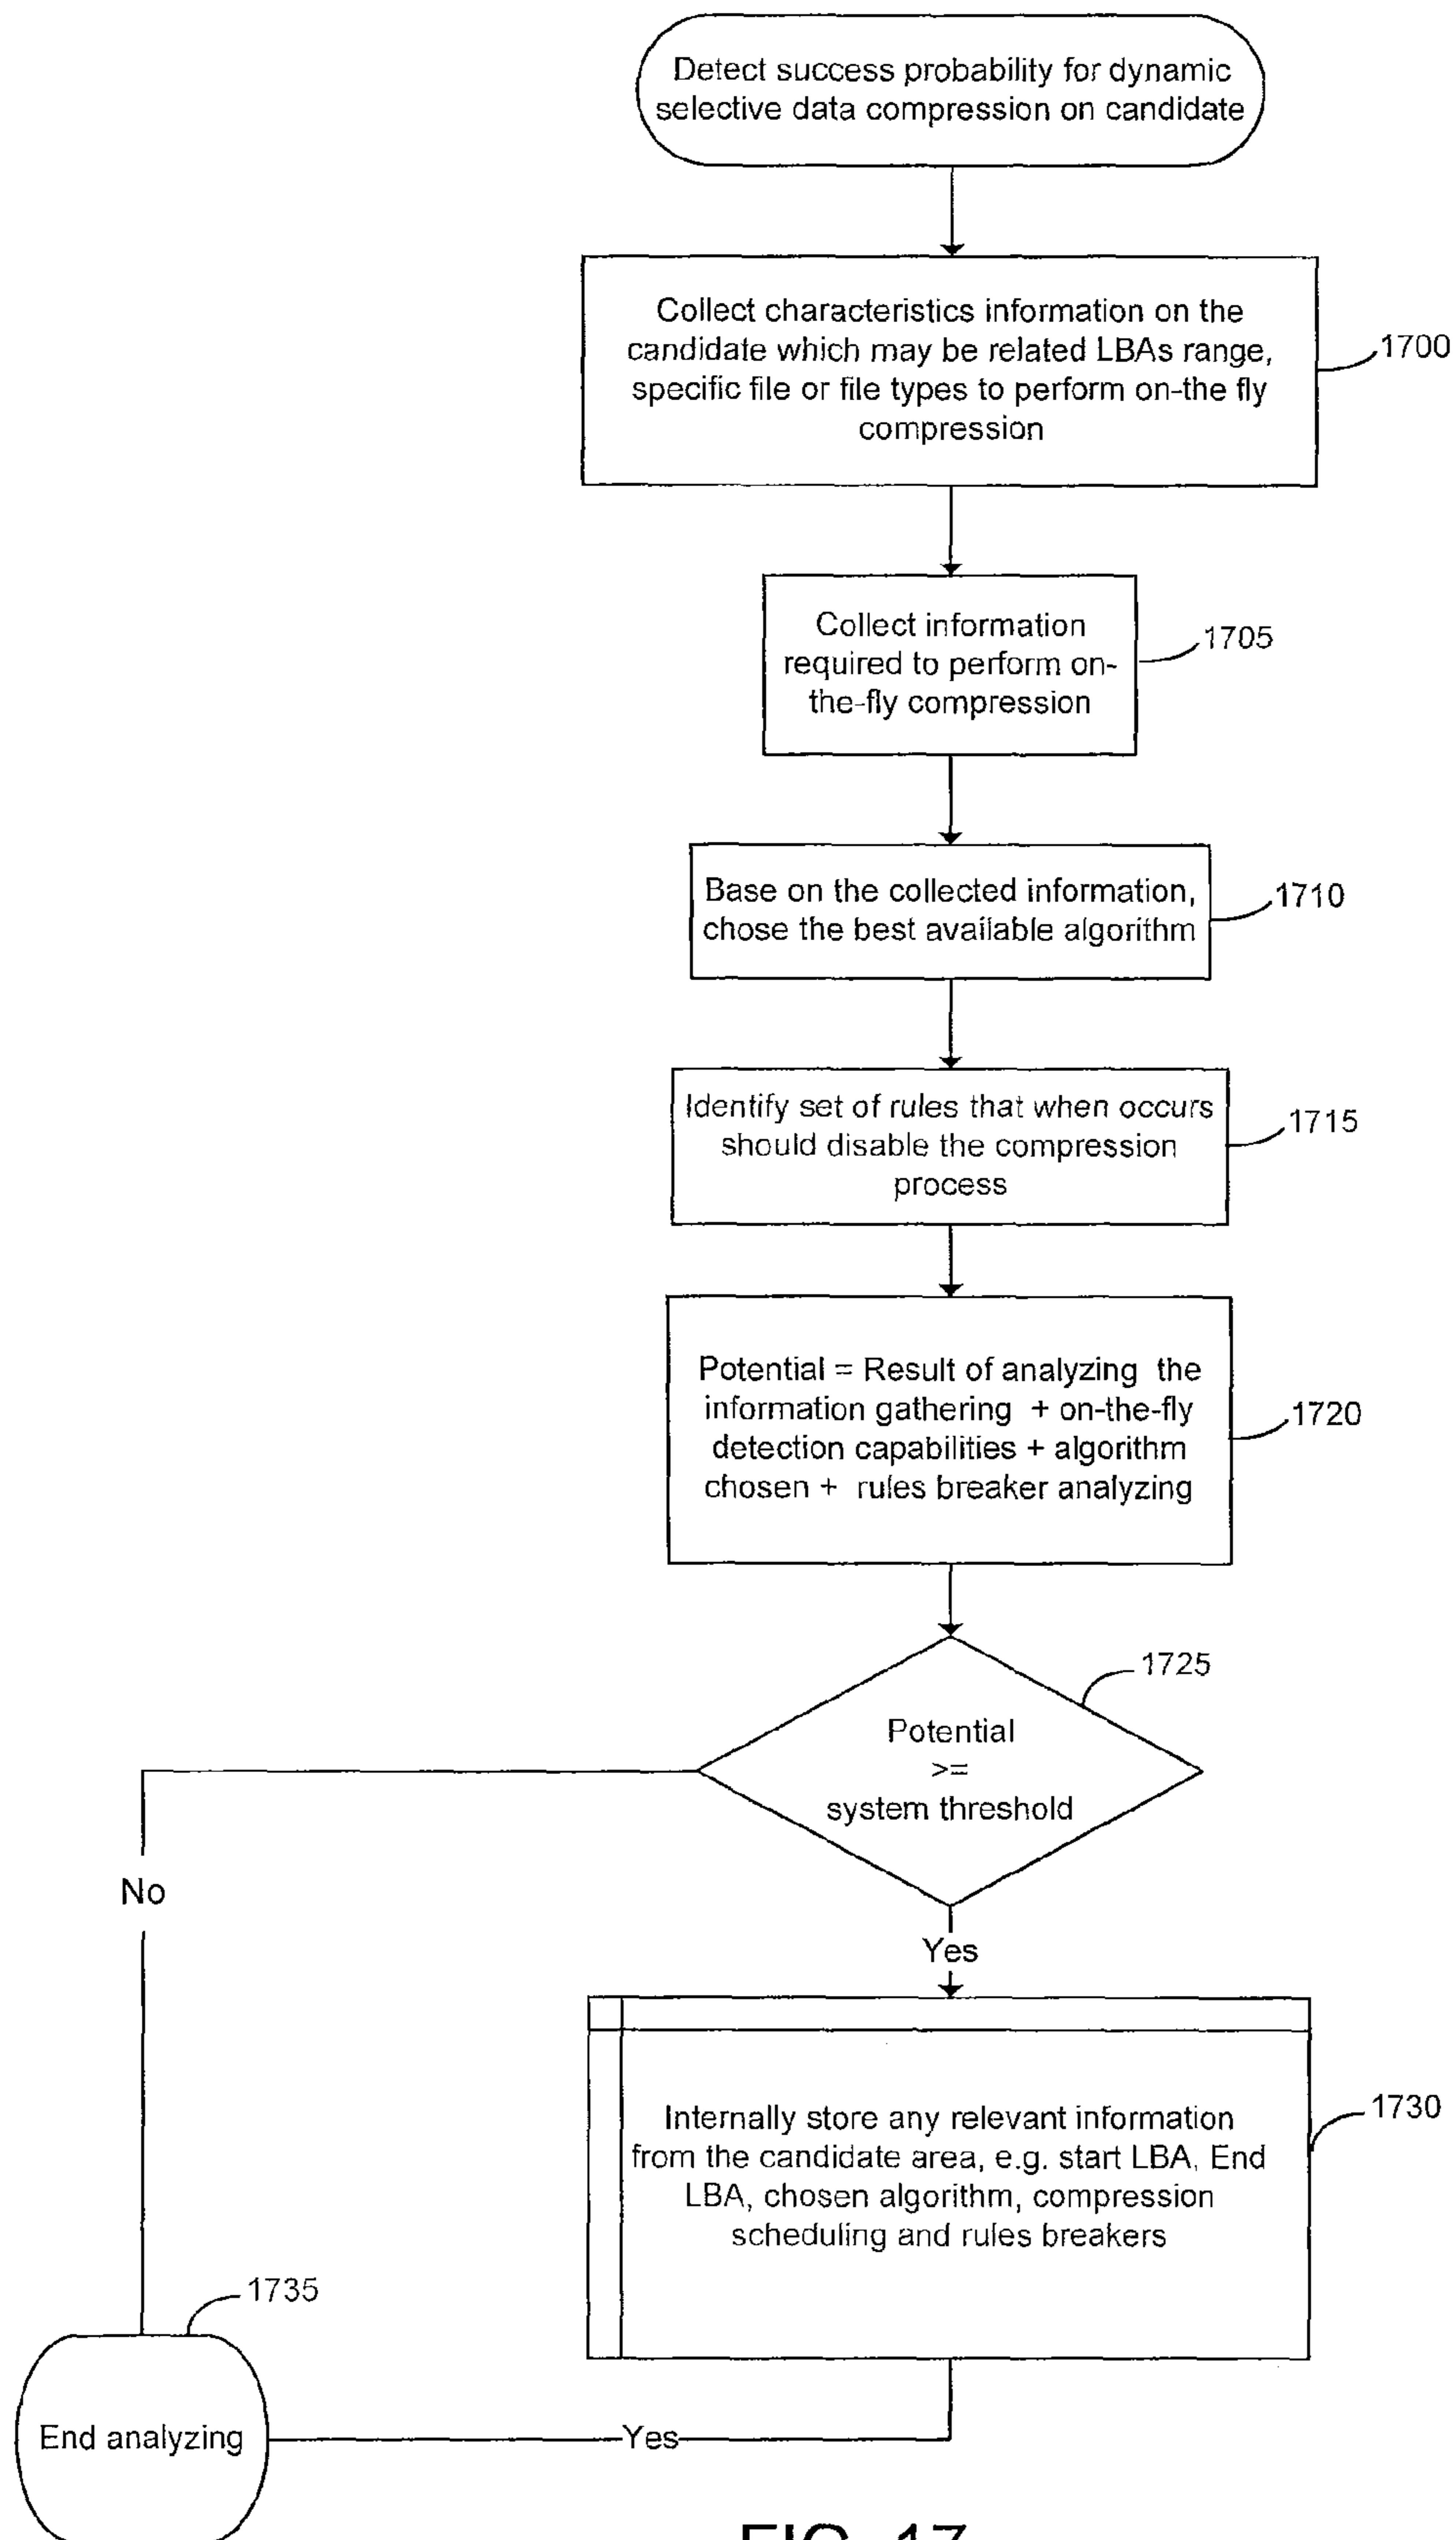 Detect success probability for dynamic
selective data compression on candidate
Collect characteristics information on the
candidate which may be related LBAs range,
specific file or file types to perform on-the fly
compression
1700
Collect information
required to perform on-
the-fly compression
1705
Base on the collected information,
chose the best available algorithm
1710
Identify set of rules that when occurs
should disable the compression
process
1715
Potential = Result of analyzing the
information gathering + on-the-fly
detection capabilities + algorithm
chosen + rules breaker analyzing
1720
1725
Potential
>=
system threshold
No
Yes
Internally store any relevant information
from the candidate area, e.g. start LBA, End
LBA, chosen algorithm, compression
scheduling and rules breakers
1730
1735
End analyzing
Yes
FIG. 17